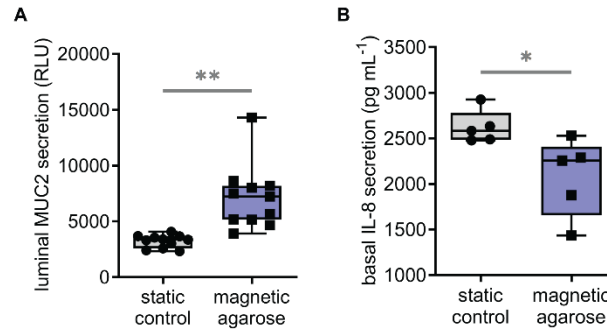 A
luminal MUC2 secretion (RLU)
20000
15000
10000
5000
0
**
static
control
magnetic
agarose
B
basal IL-8 secretion (pg mL⁻¹)
3500
3000
2500
2000
1500
1000
*
static
control
magnetic
agarose